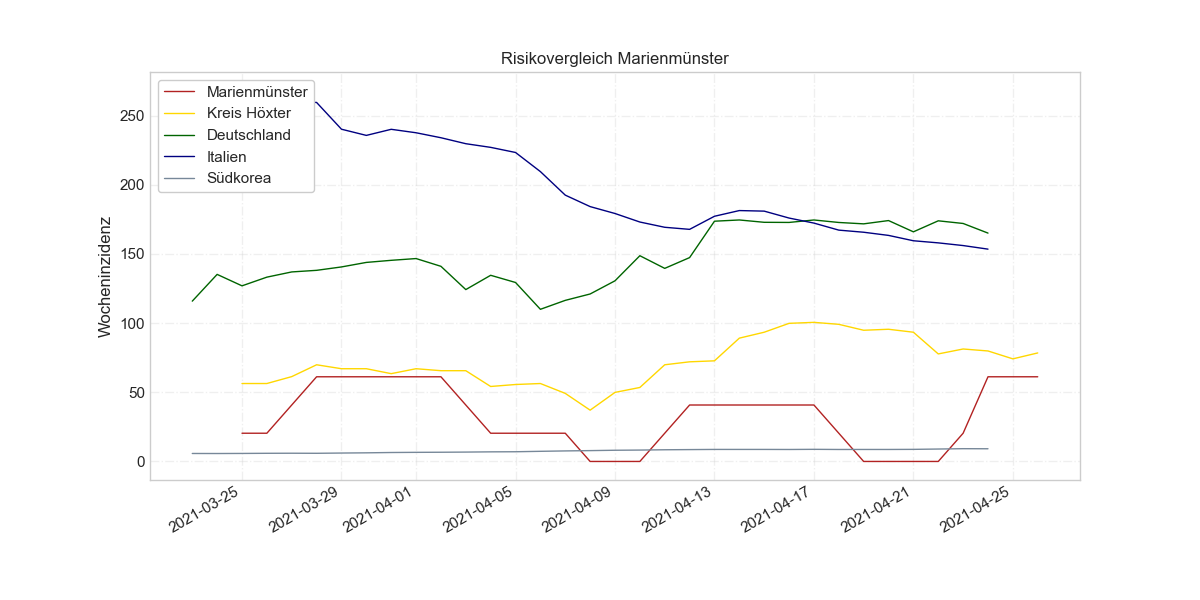 Risikovergleich Marienmünster
Marienmünster
Kreis Höxter
Deutschland
Italien
Südkorea
Wocheninzidenz
250
200
150
100
50
0
2021-03-25
2021-03-29
2021-04-01
2021-04-05
2021-04-09
2021-04-13
2021-04-17
2021-04-21
2021-04-25